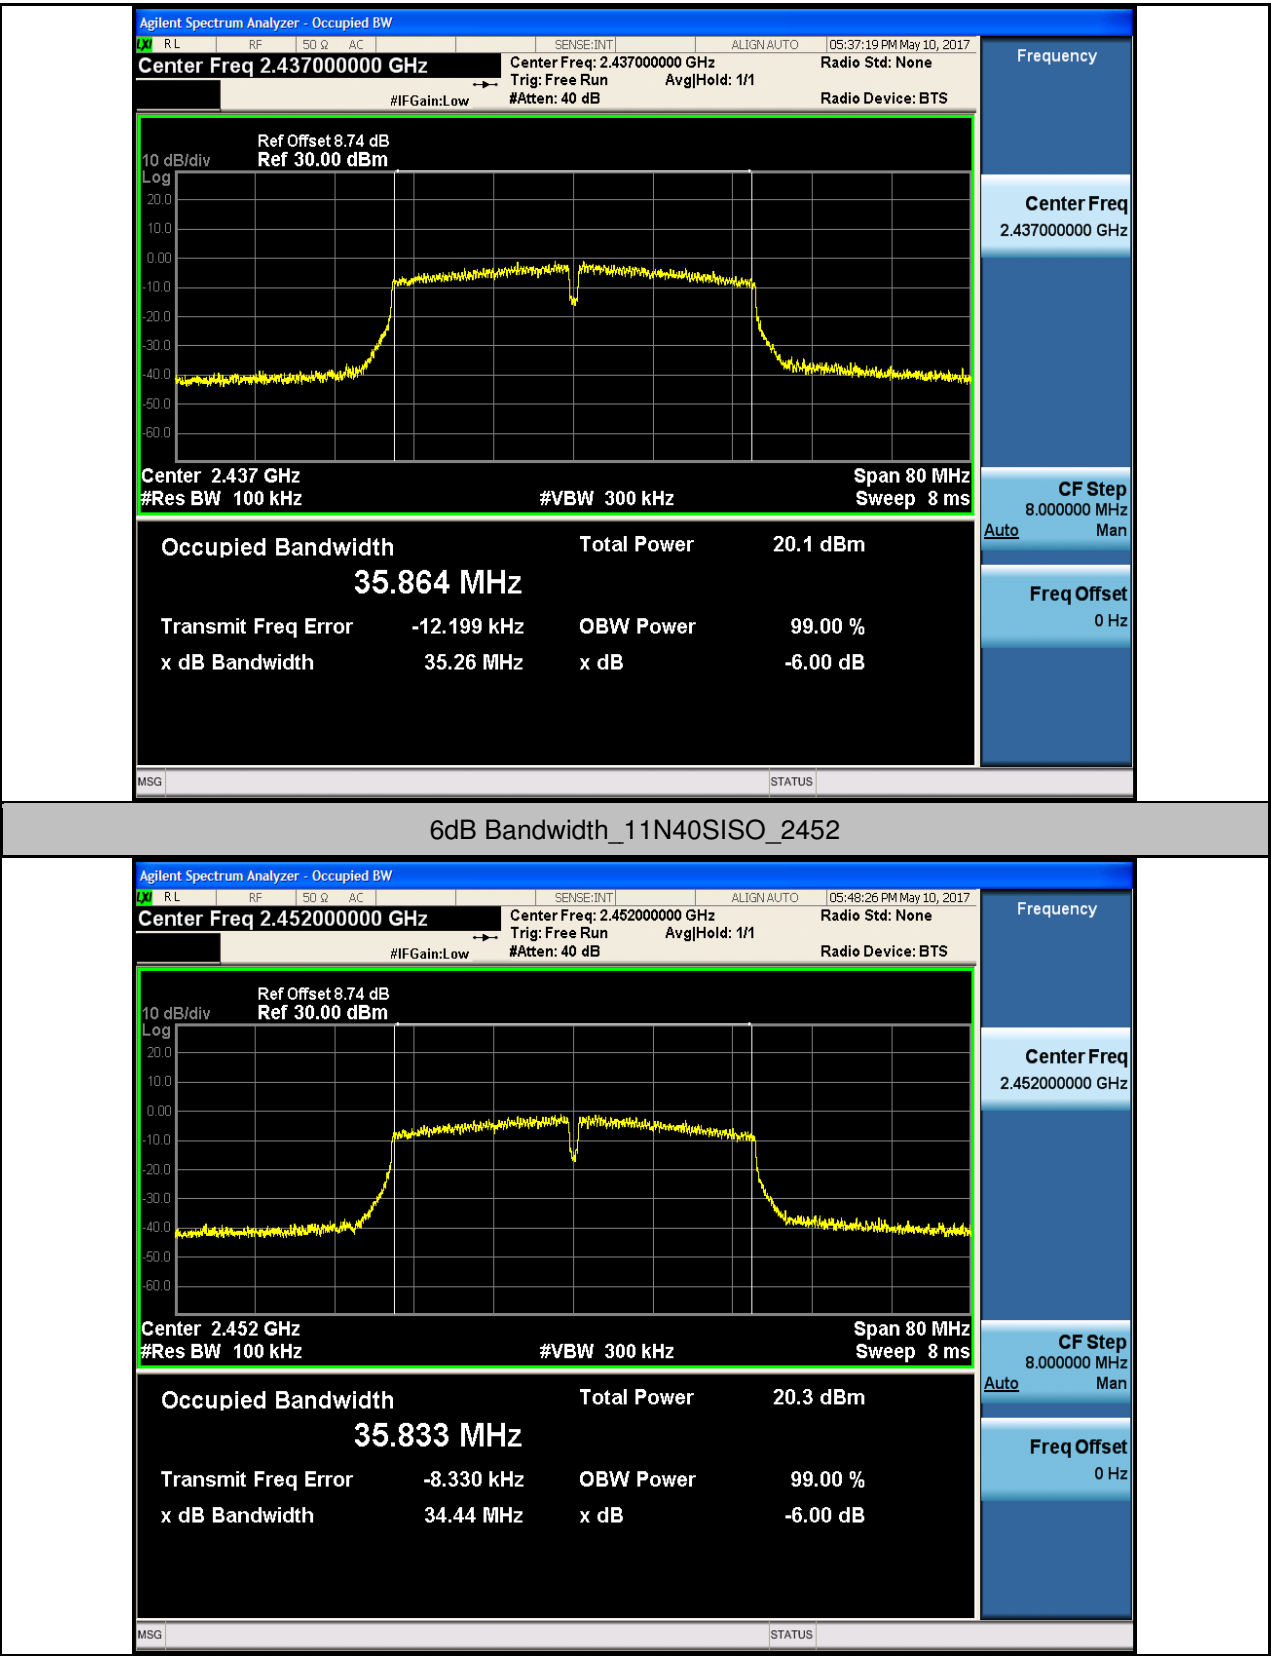 Agilent Spectrum Analyzer - Occupied BW
LXI RL RF 50 Ω AC SENSE:INT ALIGN AUTO 05:37:19 PM May 10, 2017
Center Freq 2.437000000 GHz
Center Freq: 2.437000000 GHz Radio Std: None
Trig: Free Run Avg|Hold: 1/1
#IFGain:Low #Atten: 40 dB Radio Device: BTS
Frequency
Ref Offset 8.74 dB
10 dB/div Ref 30.00 dBm
Log
20.0
10.0
0.00
-10.0
-20.0
-30.0
-40.0
-50.0
-60.0
Center 2.437 GHz Span 80 MHz
#Res BW 100 kHz #VBW 300 kHz Sweep 8 ms
Center Freq
2.437000000 GHz
CF Step
8.000000 MHz
Auto Man
Freq Offset
0 Hz
Occupied Bandwidth Total Power 20.1 dBm
35.864 MHz
Transmit Freq Error -12.199 kHz OBW Power 99.00 %
x dB Bandwidth 35.26 MHz x dB -6.00 dB
MSG STATUS
6dB Bandwidth_11N40SISO_2452
Agilent Spectrum Analyzer - Occupied BW
LXI RL RF 50 Ω AC SENSE:INT ALIGN AUTO 05:48:26 PM May 10, 2017
Center Freq 2.452000000 GHz
Center Freq: 2.452000000 GHz Radio Std: None
Trig: Free Run Avg|Hold: 1/1
#IFGain:Low #Atten: 40 dB Radio Device: BTS
Frequency
Ref Offset 8.74 dB
10 dB/div Ref 30.00 dBm
Log
20.0
10.0
0.00
-10.0
-20.0
-30.0
-40.0
-50.0
-60.0
Center 2.452 GHz Span 80 MHz
#Res BW 100 kHz #VBW 300 kHz Sweep 8 ms
Center Freq
2.452000000 GHz
CF Step
8.000000 MHz
Auto Man
Freq Offset
0 Hz
Occupied Bandwidth Total Power 20.3 dBm
35.833 MHz
Transmit Freq Error -8.330 kHz OBW Power 99.00 %
x dB Bandwidth 34.44 MHz x dB -6.00 dB
MSG STATUS